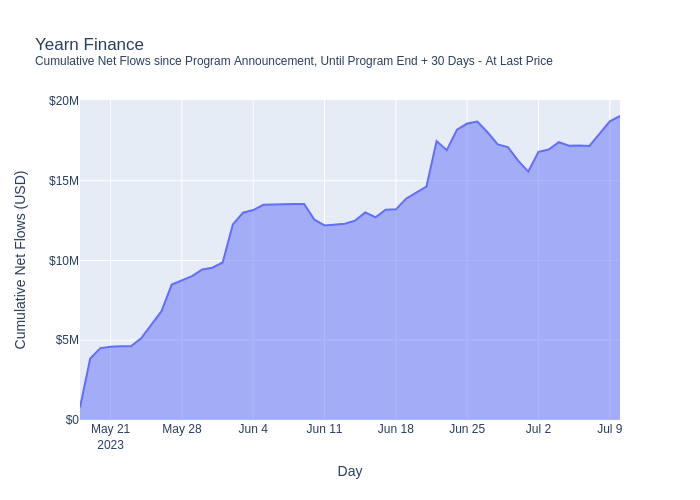 Yearn Finance
Cumulative Net Flows since Program Announcement, Until Program End + 30 Days - At Last Price
$20M
$15M
$10M
$5M
$0
Cumulative Net Flows (USD)
May 21
2023
May 28
Jun 4
Jun 11
Jun 18
Jun 25
Jul 2
Jul 9
Day